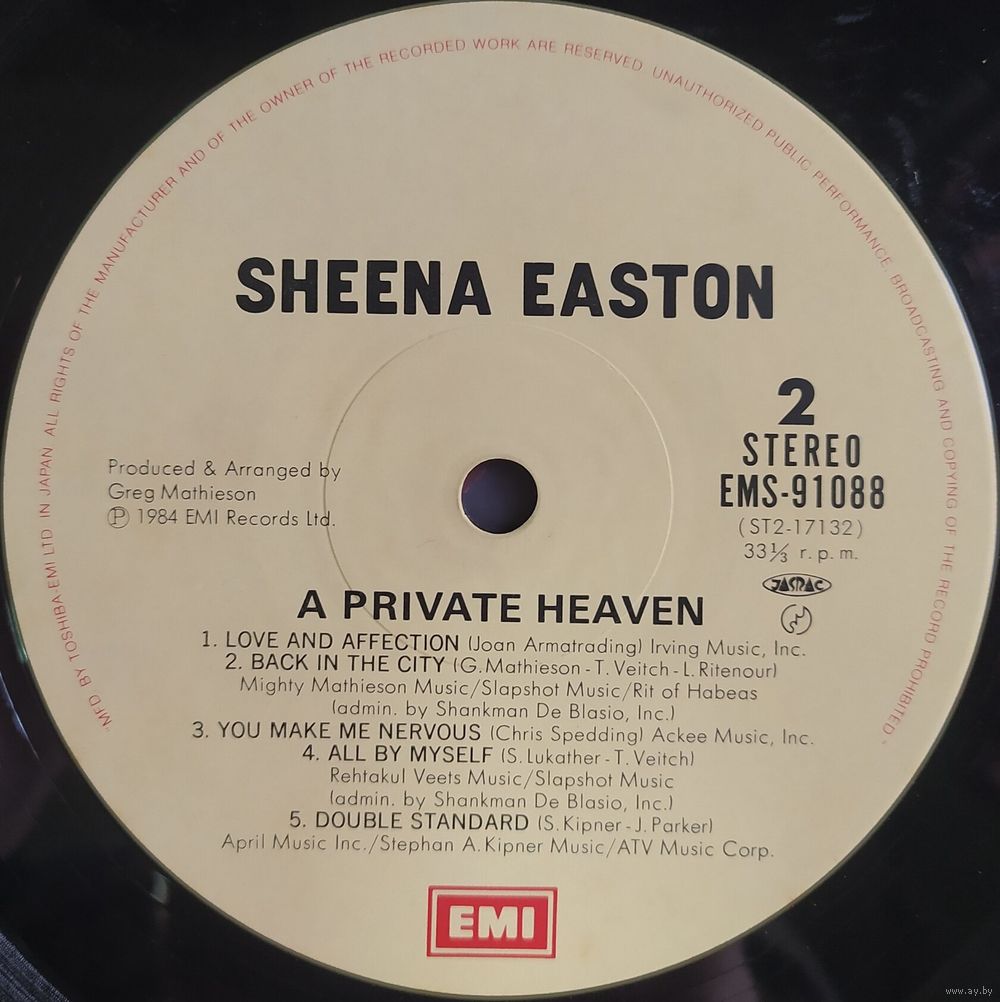 "MFD BY TOSHIBA-EMI LTD IN JAPAN. ALL RIGHTS OF THE MANUFACTURER AND OF THE OWNER OF THE RECORDED WORK ARE RESERVED. UNAUTHORIZED PUBLIC PERFORMANCE, BROADCASTING AND COPYING OF THE RECORD PROHIBITED"
SHEENA EASTON
2
STEREO
EMS-91088
(ST2-17132)
33⅓ r.p.m.
JASRAC
Produced & Arranged by
Greg Mathieson
℗ 1984 EMI Records Ltd.
A PRIVATE HEAVEN
1. LOVE AND AFFECTION (Joan Armatrading) Irving Music, Inc.
2. BACK IN THE CITY (G.Mathieson-T. Veitch-L.Ritenour)
Mighty Mathieson Music/Slapshot Music/Rit of Habeas
(admin. by Shankman De Blasio, Inc.)
3. YOU MAKE ME NERVOUS (Chris Spedding) Ackee Music, Inc.
4. ALL BY MYSELF (S. Lukather-T. Veitch)
Rehtakul Veets Music/Slapshot Music
(admin. by Shankman De Blasio, Inc.)
5. DOUBLE STANDARD (S.Kipner-J.Parker)
April Music Inc./Stephan A.Kipner Music/ATV Music Corp.
EMI
www.ay.by